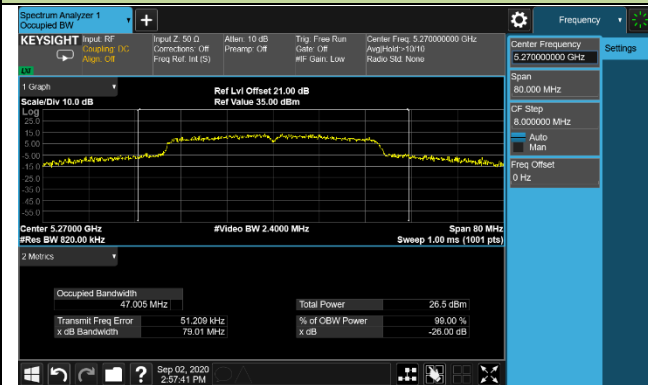 Spectrum Analyzer 1
Occupied BW
+
Frequency
KEYSIGHT
Input: RF
Coupling: DC
Align: Off
Input Z: 50 Ω
Corrections: Off
Freq Ref: Int (S)
Atten: 10 dB
Preamp: Off
Trig: Free Run
Gate: Off
#IF Gain: Low
Center Freq: 5.270000000 GHz
Avg|Hold:>10/10
Radio Std: None
LXI
Center Frequency
5.270000000 GHz
Settings
Span
80.000 MHz
CF Step
8.000000 MHz
Auto
Man
Freq Offset
0 Hz
1 Graph
Scale/Div 10.0 dB
Ref Lvl Offset 21.00 dB
Ref Value 35.00 dBm
Log
25.0
15.0
5.00
-5.00
-15.0
-25.0
-35.0
-45.0
-55.0
Center 5.27000 GHz
#Video BW 2.4000 MHz
Span 80 MHz
#Res BW 820.00 kHz
Sweep 1.00 ms (1001 pts)
2 Metrics
Occupied Bandwidth
47.005 MHz
Total Power 26.5 dBm
Transmit Freq Error 51.209 kHz
% of OBW Power 99.00 %
x dB Bandwidth 79.01 MHz
x dB -26.00 dB
?
Sep 02, 2020
2:57:41 PM